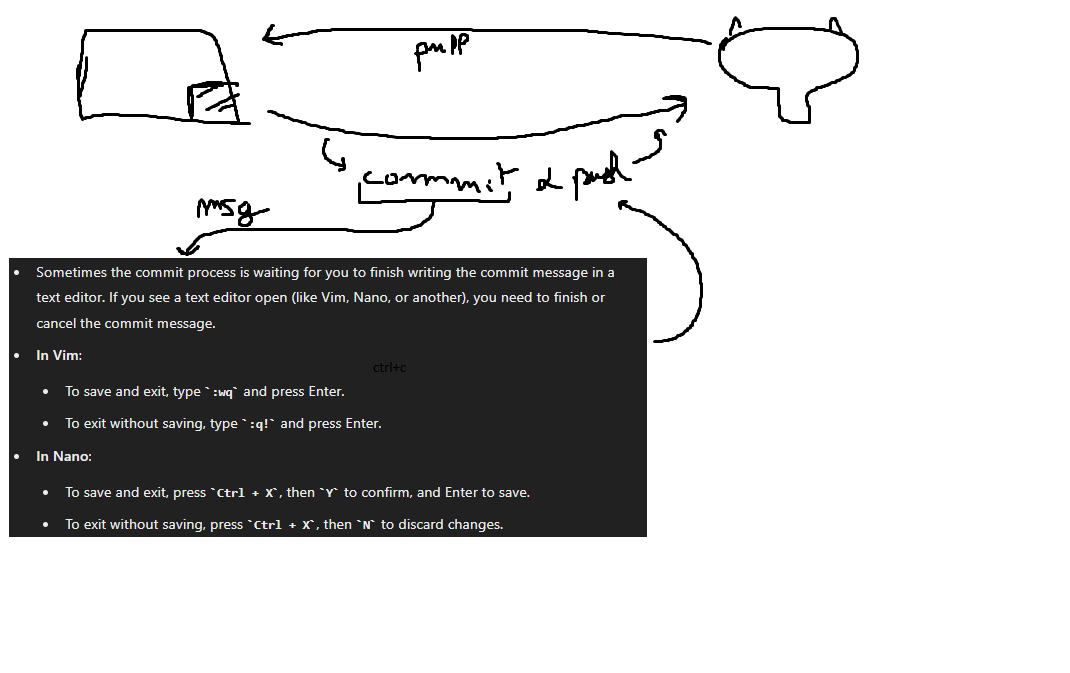 pull
commit & push
msg
• Sometimes the commit process is waiting for you to finish writing the commit message in a
text editor. If you see a text editor open (like Vim, Nano, or another), you need to finish or
cancel the commit message.
• In Vim:
ctrl+c
• To save and exit, type `:wq` and press Enter.
• To exit without saving, type `:q!` and press Enter.
• In Nano:
• To save and exit, press `Ctrl + X`, then `Y` to confirm, and Enter to save.
• To exit without saving, press `Ctrl + X`, then `N` to discard changes.